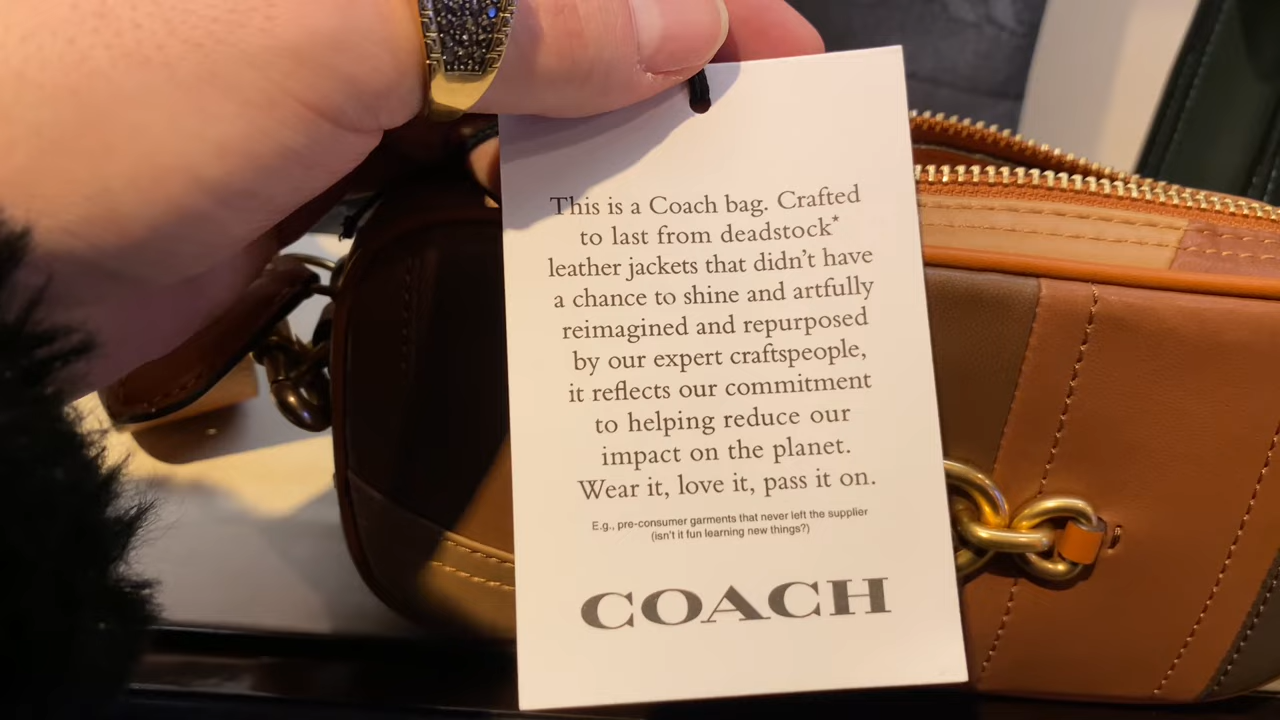 This is a Coach bag. Crafted
to last from deadstock*
leather jackets that didn't have
a chance to shine and artfully
reimagined and repurposed
by our expert craftspeople,
it reflects our commitment
to helping reduce our
impact on the planet.
Wear it, love it, pass it on.
E.g., pre-consumer garments that never left the supplier
(isn't it fun learning new things?)
COACH